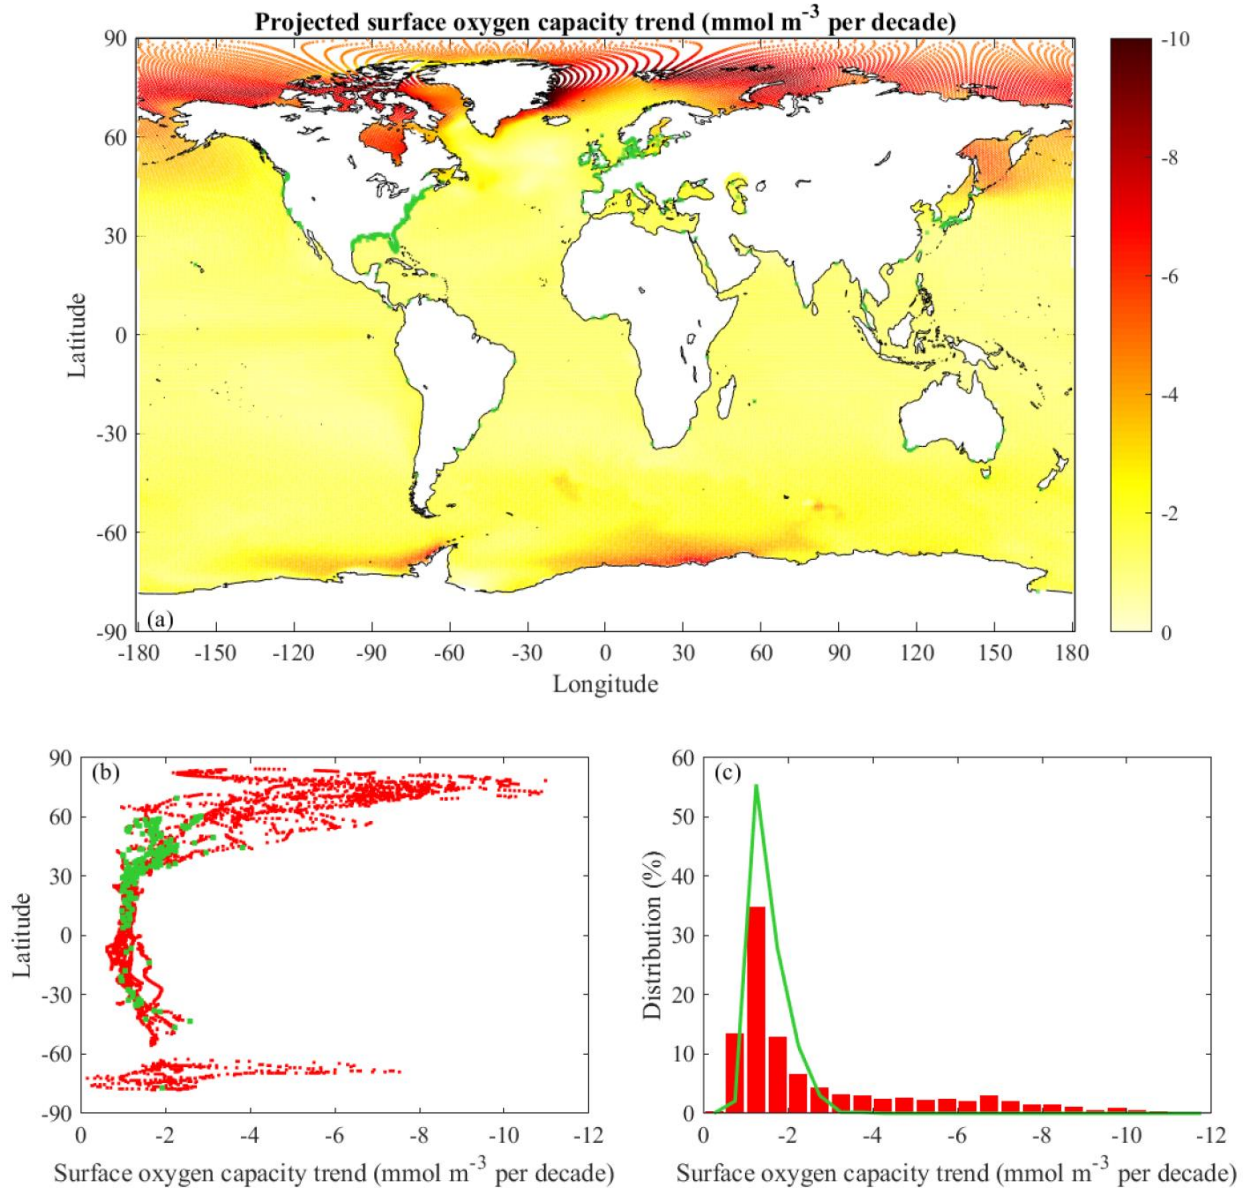 Projected surface oxygen capacity trend (mmol m⁻³ per decade)
90
60
30
0
-30
-60
-90
Latitude
(a)
-180 -150 -120 -90 -60 -30 0 30 60 90 120 150 180
Longitude
-10
-8
-6
-4
-2
0
90
60
30
0
-30
-60
-90
Latitude
(b)
0 -2 -4 -6 -8 -10 -12
Surface oxygen capacity trend (mmol m⁻³ per decade)
60
50
40
30
20
10
0
Distribution (%)
(c)
0 -2 -4 -6 -8 -10 -12
Surface oxygen capacity trend (mmol m⁻³ per decade)